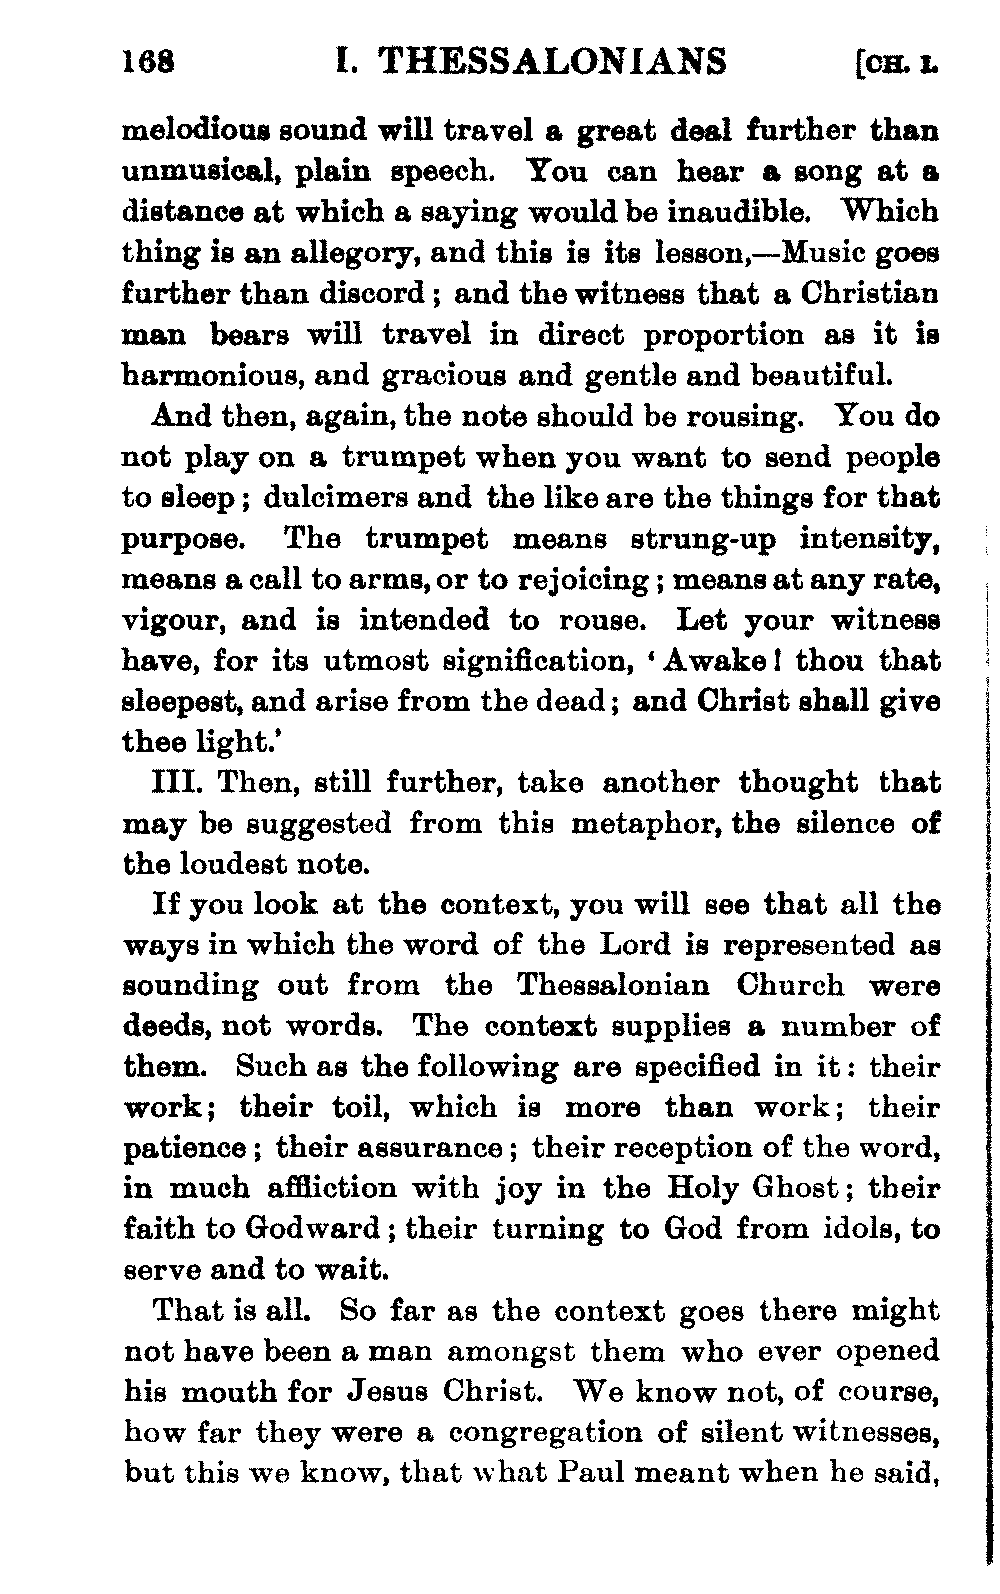 168 I. THESSALONIANS [CH. I.
melodious sound will travel a great deal further than
unmusical, plain speech. You can hear a song at a
distance at which a saying would be inaudible. Which
thing is an allegory, and this is its lesson,—Music goes
further than discord; and the witness that a Christian
man bears will travel in direct proportion as it is
harmonious, and gracious and gentle and beautiful.
And then, again, the note should be rousing. You do
not play on a trumpet when you want to send people
to sleep; dulcimers and the like are the things for that
purpose. The trumpet means strung-up intensity,
means a call to arms, or to rejoicing; means at any rate,
vigour, and is intended to rouse. Let your witness
have, for its utmost signification, ‘Awake! thou that
sleepest, and arise from the dead; and Christ shall give
thee light.’
III. Then, still further, take another thought that
may be suggested from this metaphor, the silence of
the loudest note.
If you look at the context, you will see that all the
ways in which the word of the Lord is represented as
sounding out from the Thessalonian Church were
deeds, not words. The context supplies a number of
them. Such as the following are specified in it: their
work; their toil, which is more than work; their
patience; their assurance; their reception of the word,
in much affliction with joy in the Holy Ghost; their
faith to Godward; their turning to God from idols, to
serve and to wait.
That is all. So far as the context goes there might
not have been a man amongst them who ever opened
his mouth for Jesus Christ. We know not, of course,
how far they were a congregation of silent witnesses,
but this we know, that what Paul meant when he said,